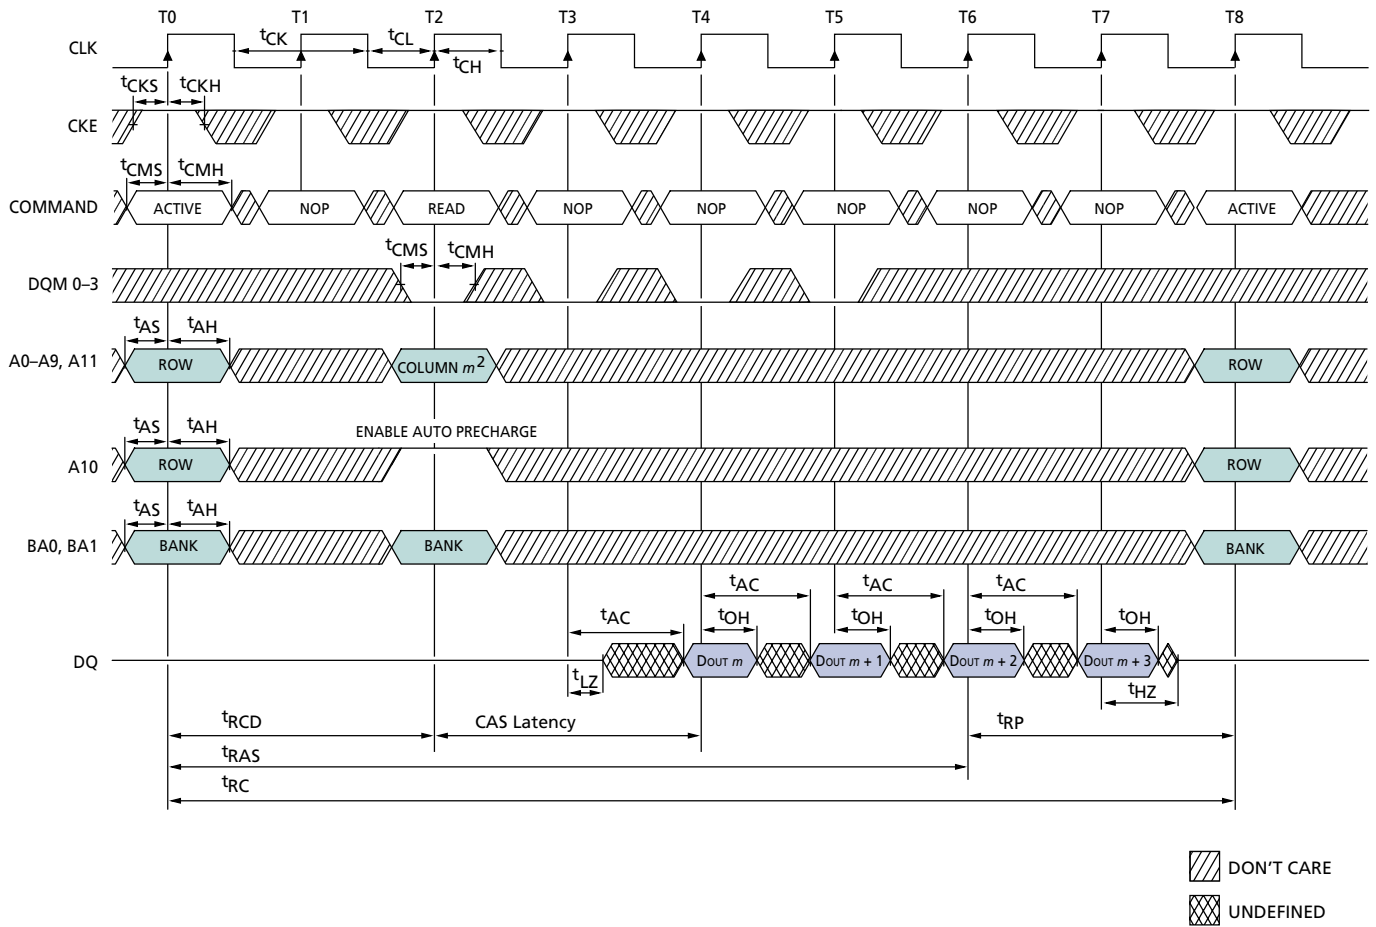 T0 T1 T2 T3 T4 T5 T6 T7 T8
CLK tCK tCL tCH
tCKS tCKH
CKE
tCMS tCMH
COMMAND ACTIVE NOP READ NOP NOP NOP NOP NOP ACTIVE
tCMS tCMH
DQM 0–3
tAS tAH
A0–A9, A11 ROW COLUMN m2 ROW
tAS tAH ENABLE AUTO PRECHARGE
A10 ROW ROW
tAS tAH
BA0, BA1 BANK BANK BANK
tAC tAC tAC
tAC tOH tOH tOH tOH
DQ DOUT m DOUT m + 1 DOUT m + 2 DOUT m + 3
tLZ tHZ
tRCD CAS Latency tRP
tRAS
tRC
DON'T CARE
UNDEFINED